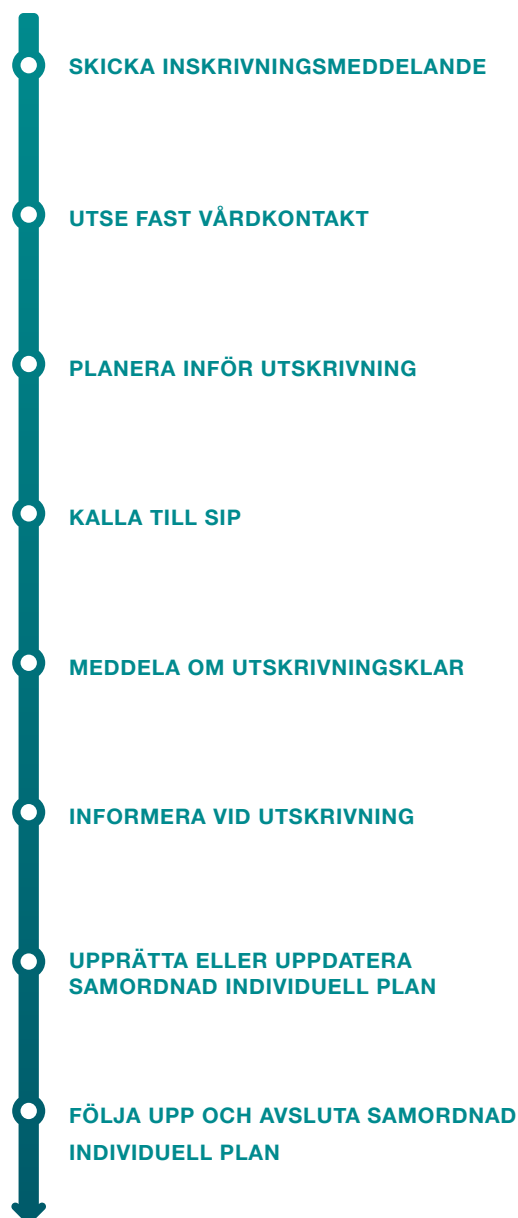 SKICKA INSKRIVNINGSMEDDELANDE
UTSE FAST VÅRDKONTAKT
PLANERA INFÖR UTSKRIVNING
KALLA TILL SIP
MEDDELA OM UTSKRIVNINGSKLAR
INFORMERA VID UTSKRIVNING
UPPRÄTTA ELLER UPPDATERA
SAMORDNAD INDIVIDUELL PLAN
FÖLJA UPP OCH AVSLUTA SAMORDNAD
INDIVIDUELL PLAN